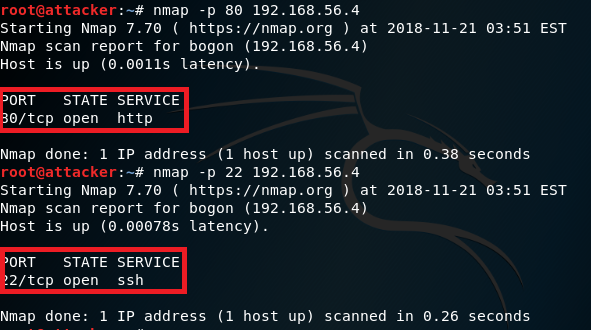 root@attacker:~# nmap -p 80 192.168.56.4
Starting Nmap 7.70 ( https://nmap.org ) at 2018-11-21 03:51 EST
Nmap scan report for bogon (192.168.56.4)
Host is up (0.0011s latency).
PORT   STATE SERVICE
80/tcp open  http
Nmap done: 1 IP address (1 host up) scanned in 0.38 seconds
root@attacker:~# nmap -p 22 192.168.56.4
Starting Nmap 7.70 ( https://nmap.org ) at 2018-11-21 03:51 EST
Nmap scan report for bogon (192.168.56.4)
Host is up (0.00078s latency).
PORT   STATE SERVICE
22/tcp open  ssh
Nmap done: 1 IP address (1 host up) scanned in 0.26 seconds